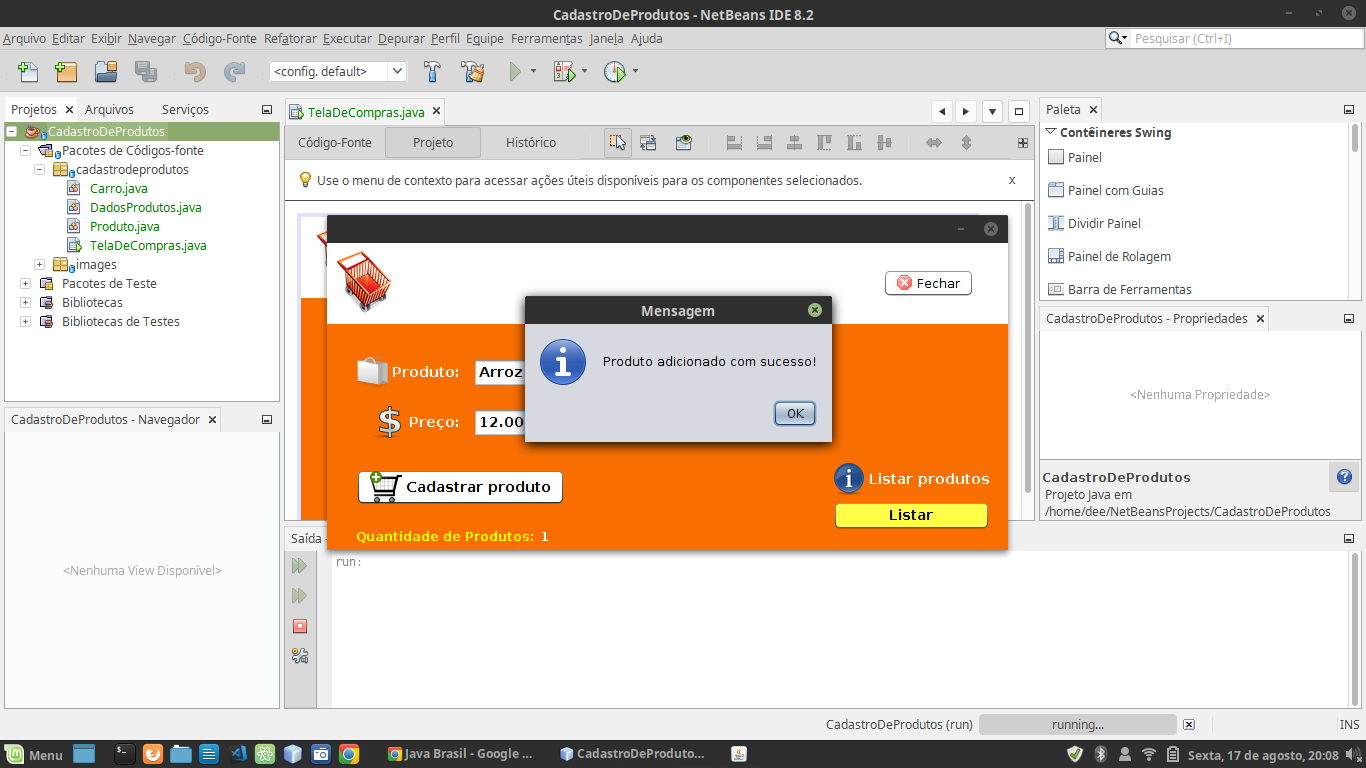 CadastroDeProdutos - NetBeans IDE 8.2
Arquivo Editar Exibir Navegar Código-Fonte Refatorar Executar Depurar Perfil Equipe Ferramentas Janela Ajuda
Pesquisar (Ctrl+I)
<config. default>
Projetos Arquivos Serviços
CadastroDeProdutos
Pacotes de Códigos-fonte
cadastrodeprodutos
Carro.java
DadosProdutos.java
Produto.java
TelaDeCompras.java
images
Pacotes de Teste
Bibliotecas
Bibliotecas de Testes
CadastroDeProdutos - Navegador
<Nenhuma View Disponível>
TelaDeCompras.java
Código-Fonte Projeto Histórico
Use o menu de contexto para acessar ações úteis disponíveis para os componentes selecionados.
x
Fechar
Produto: Arroz
Preço: 12.00
Cadastrar produto
Listar produtos
Listar
Quantidade de Produtos: 1
Mensagem
Produto adicionado com sucesso!
OK
Saída -
run:
Paleta
Contêineres Swing
Painel
Painel com Guias
Dividir Painel
Painel de Rolagem
Barra de Ferramentas
CadastroDeProdutos - Propriedades
<Nenhuma Propriedade>
CadastroDeProdutos
Projeto Java em
/home/dee/NetBeansProjects/CadastroDeProdutos
CadastroDeProdutos (run) running... INS
Menu
Java Brasil - Google ...
CadastroDeProduto...
Sexta, 17 de agosto, 20:08